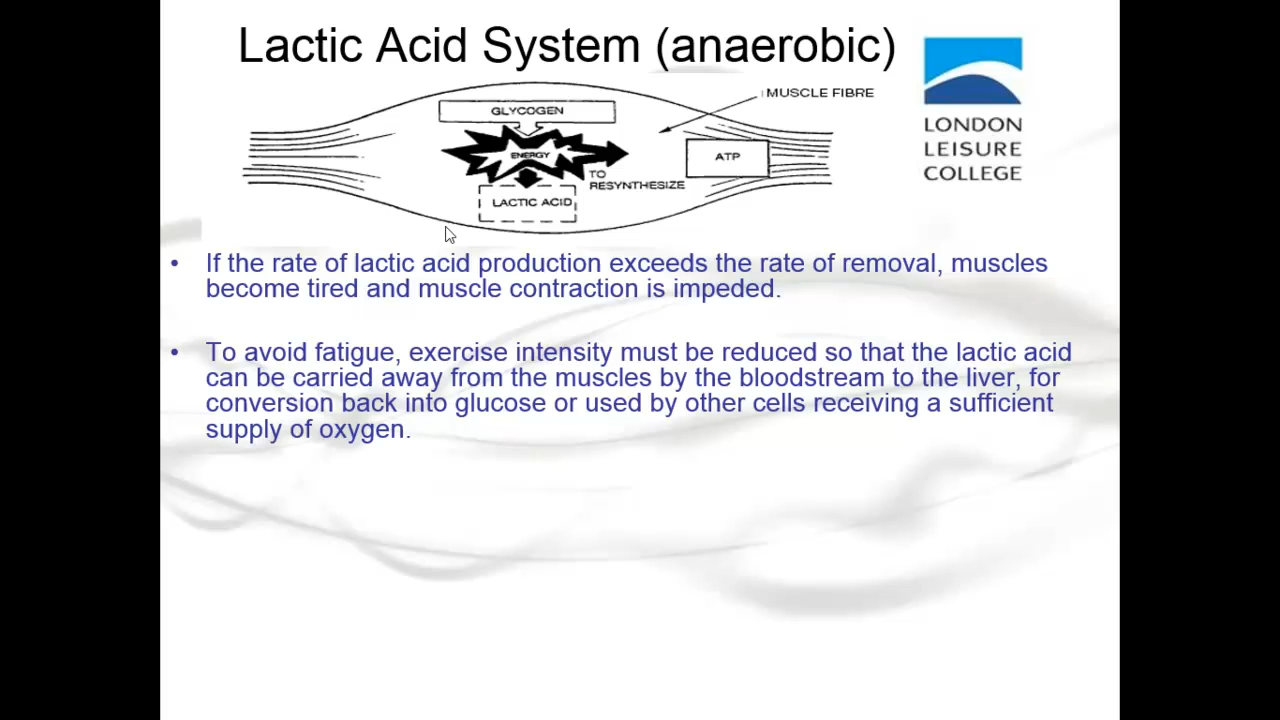 Lactic Acid System (anaerobic)
MUSCLE FIBRE
GLYCOGEN
ENERGY
ATP
TO
RESYNTHESIZE
LACTIC ACID
LONDON
LEISURE
COLLEGE
• If the rate of lactic acid production exceeds the rate of removal, muscles
become tired and muscle contraction is impeded.
• To avoid fatigue, exercise intensity must be reduced so that the lactic acid
can be carried away from the muscles by the bloodstream to the liver, for
conversion back into glucose or used by other cells receiving a sufficient
supply of oxygen.